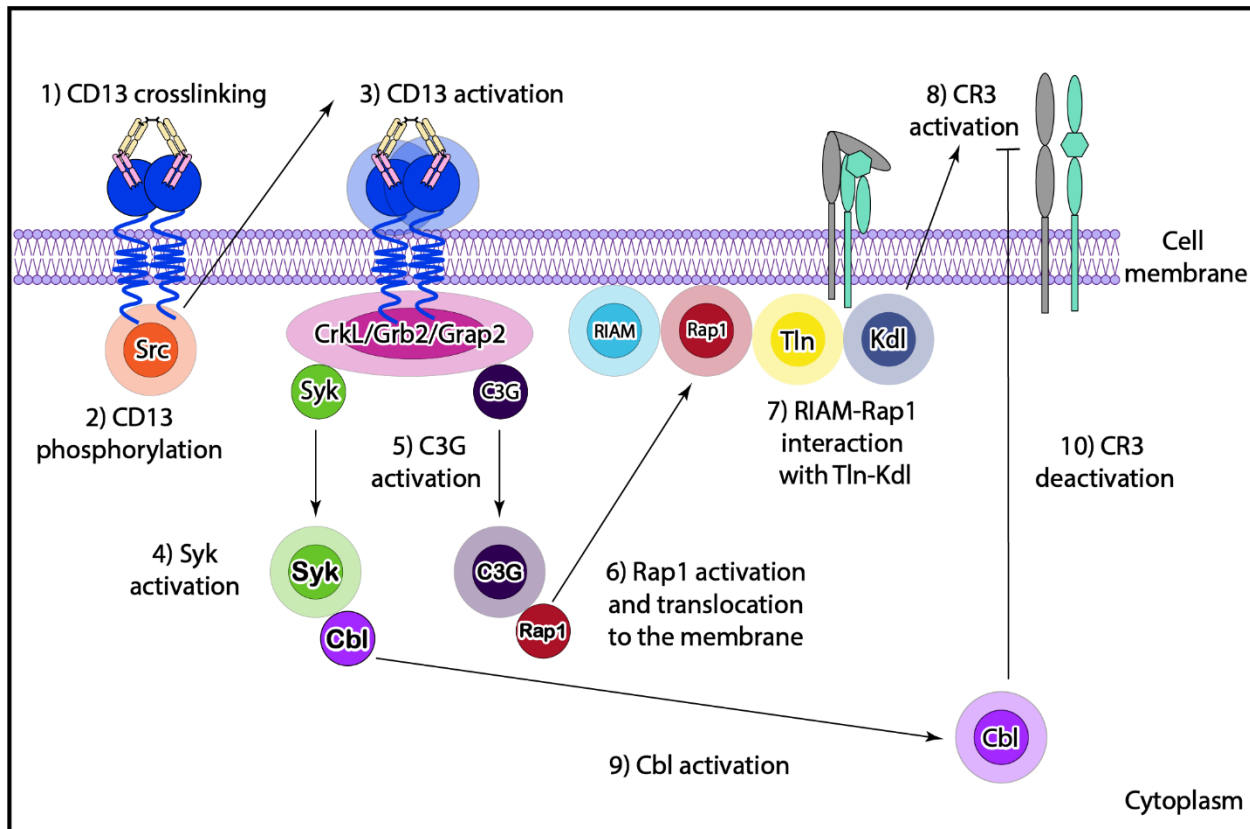 1) CD13 crosslinking
3) CD13 activation
8) CR3
activation
Cell
membrane
Src
CrkL/Grb2/Grap2
RIAM
Rap1
Tln
Kdl
Syk
C3G
2) CD13
phosphorylation
5) C3G
activation
7) RIAM-Rap1
interaction
with Tln-Kdl
10) CR3
deactivation
4) Syk
activation
Syk
C3G
6) Rap1 activation
and translocation
to the membrane
Cbl
Rap1
Cbl
9) Cbl activation
Cytoplasm